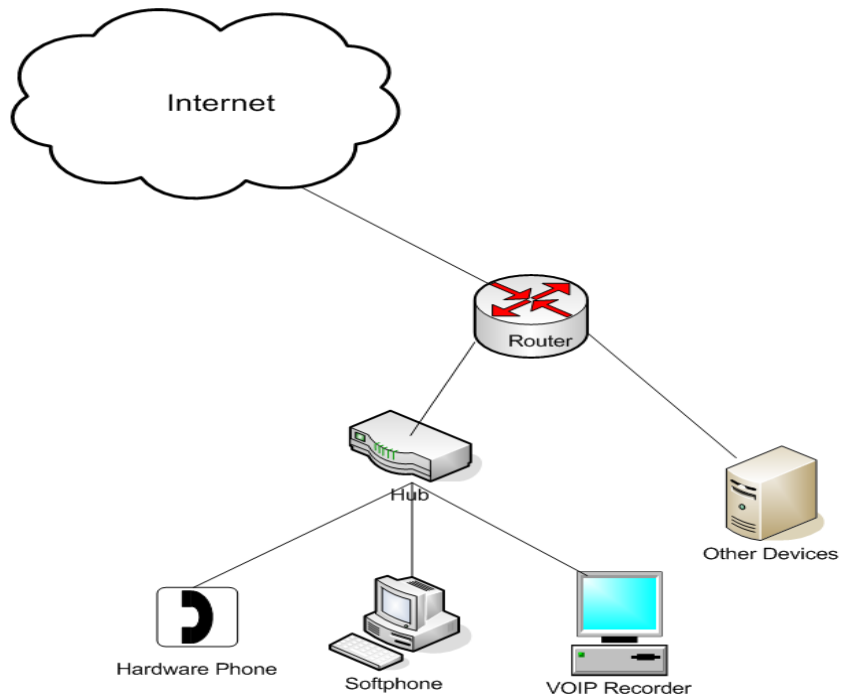 Internet
Router
Hub
Other Devices
Hardware Phone
Softphone
VOIP Recorder